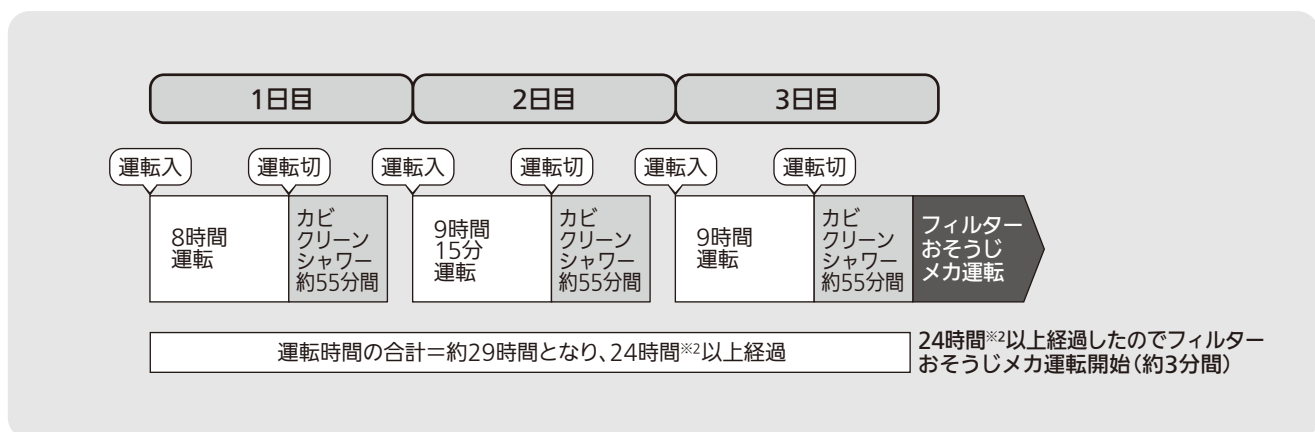 1日目
2日目
3日目
運転入
運転切
運転入
運転切
運転入
運転切
8時間
運転
カビ
クリーン
シャワー
約55分間
9時間
15分
運転
カビ
クリーン
シャワー
約55分間
9時間
運転
カビ
クリーン
シャワー
約55分間
フィルター
おそうじ
メカ運転
運転時間の合計=約29時間となり、24時間※2以上経過
24時間※2以上経過したのでフィルター
おそうじメカ運転開始(約3分間)